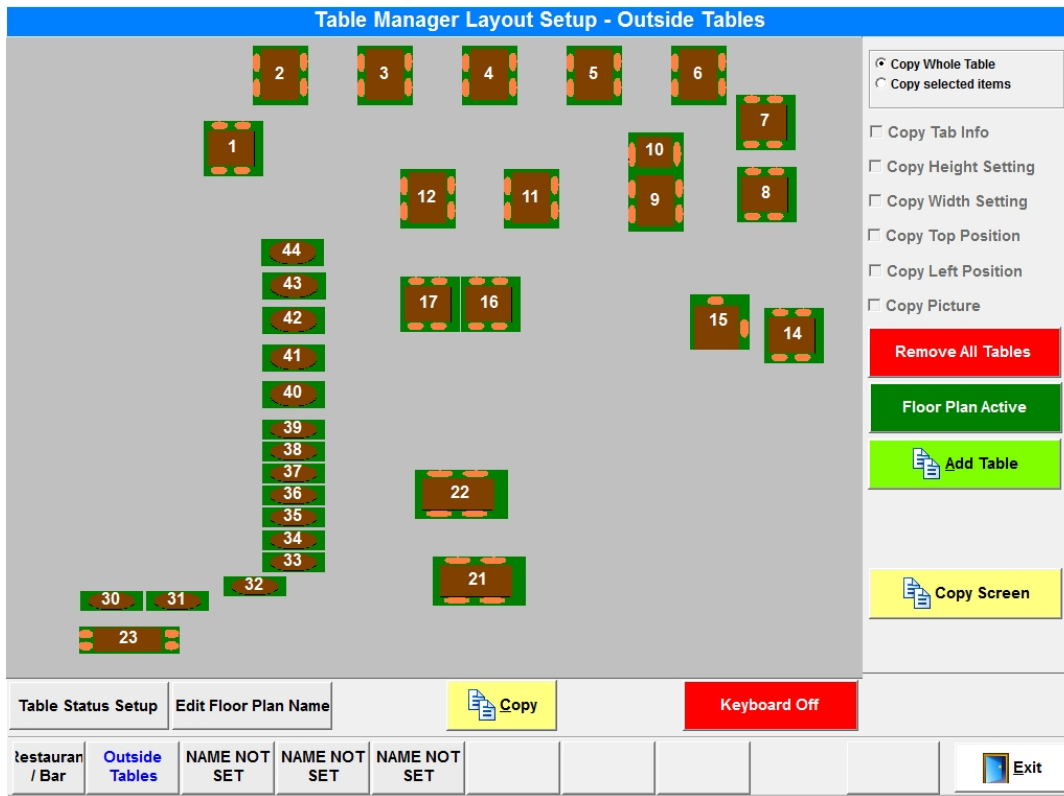 Table Manager Layout Setup - Outside Tables
2
3
4
5
6
7
1
10
12
11
9
8
44
43
17
16
42
15
14
41
40
39
38
37
22
36
35
34
33
32
21
30
31
23
Copy Whole Table
Copy selected items
Copy Tab Info
Copy Height Setting
Copy Width Setting
Copy Top Position
Copy Left Position
Copy Picture
Remove All Tables
Floor Plan Active
Add Table
Copy Screen
Table Status Setup
Edit Floor Plan Name
Copy
Keyboard Off
Restauran
/ Bar
Outside
Tables
NAME NOT
SET
NAME NOT
SET
NAME NOT
SET
Exit